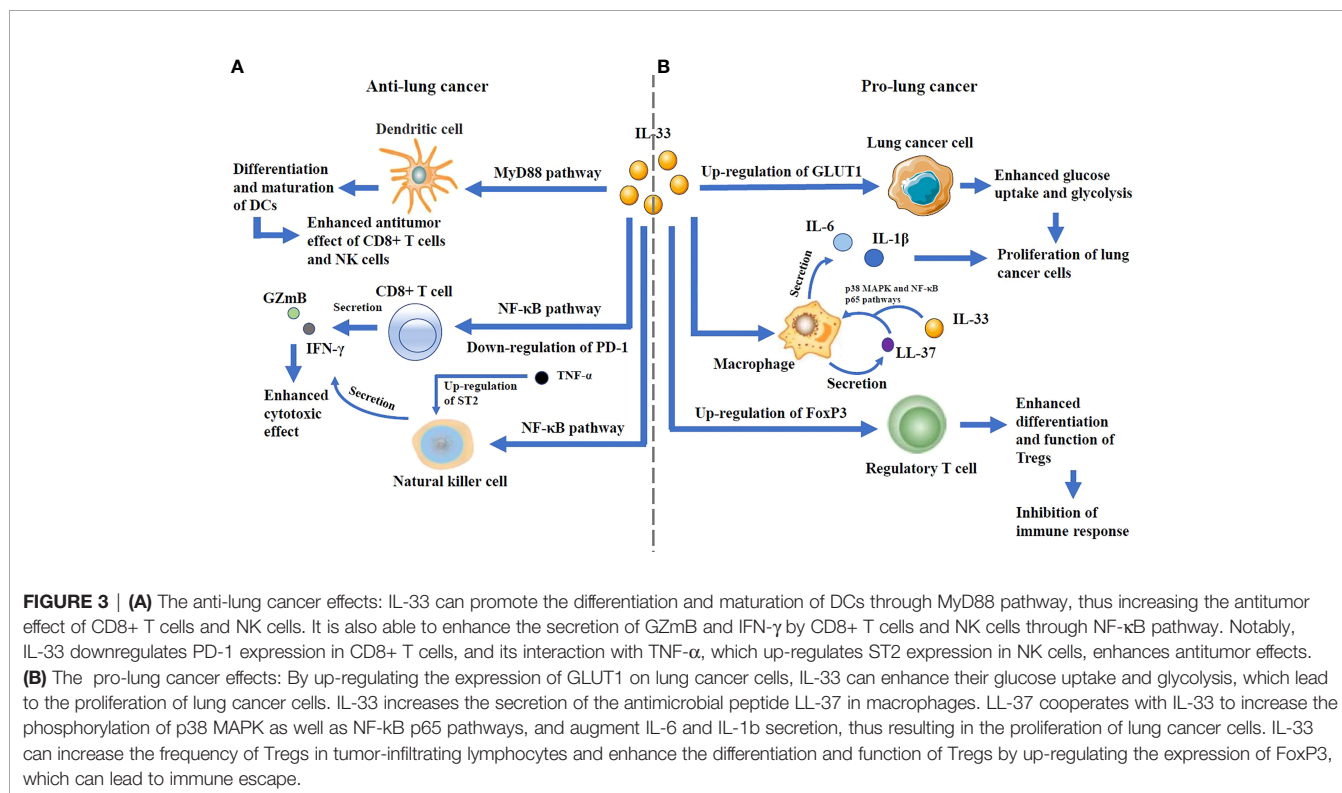 A
B
Anti-lung cancer
Pro-lung cancer
Dendritic cell
Differentiation
and maturation
of DCs
MyD88 pathway
Enhanced antitumor
effect of CD8+ T cells
and NK cells
IL-33
Up-regulation of GLUT1
Lung cancer cell
Enhanced glucose
uptake and glycolysis
IL-6
IL-1β
Proliferation of lung
cancer cells
Secretion
p38 MAPK and NF-κB
p65 pathways
IL-33
LL-37
Macrophage
Secretion
GZmB
CD8+ T cell
Secretion
IFN-γ
NF-κB pathway
Down-regulation of PD-1
TNF-α
Up-regulation
of ST2
Enhanced
cytotoxic
effect
Secretion
NF-κB pathway
Natural killer cell
Up-regulation of FoxP3
Regulatory T cell
Enhanced
differentiation
and function of
Tregs
Inhibition of
immune response
FIGURE 3 | (A) The anti-lung cancer effects: IL-33 can promote the differentiation and maturation of DCs through MyD88 pathway, thus increasing the antitumor
effect of CD8+ T cells and NK cells. It is also able to enhance the secretion of GZmB and IFN-γ by CD8+ T cells and NK cells through NF-κB pathway. Notably,
IL-33 downregulates PD-1 expression in CD8+ T cells, and its interaction with TNF-α, which up-regulates ST2 expression in NK cells, enhances antitumor effects.
(B) The pro-lung cancer effects: By up-regulating the expression of GLUT1 on lung cancer cells, IL-33 can enhance their glucose uptake and glycolysis, which lead
to the proliferation of lung cancer cells. IL-33 increases the secretion of the antimicrobial peptide LL-37 in macrophages. LL-37 cooperates with IL-33 to increase the
phosphorylation of p38 MAPK as well as NF-kB p65 pathways, and augment IL-6 and IL-1b secretion, thus resulting in the proliferation of lung cancer cells. IL-33
can increase the frequency of Tregs in tumor-infiltrating lymphocytes and enhance the differentiation and function of Tregs by up-regulating the expression of FoxP3,
which can lead to immune escape.